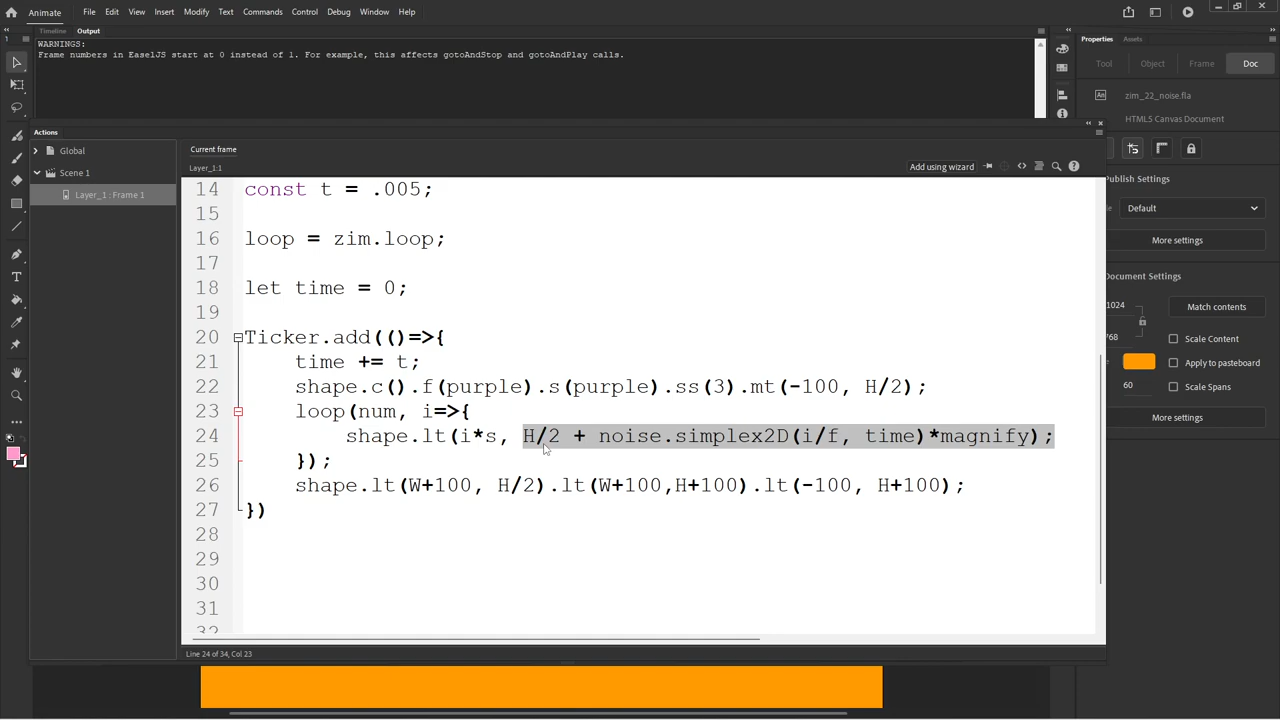 Animate File Edit View Insert Modify Text Commands Control Debug Window Help
Timeline Output
WARNINGS:
Frame numbers in EaselJS start at 0 instead of 1. For example, this affects gotoAndStop and gotoAndPlay calls.
Properties Assets
Tool Object Frame Doc
An zim_22_noise.fla
HTML5 Canvas Document
Actions
Global
Scene 1
Layer_1 : Frame 1
Current frame
Layer_1:1
Add using wizard
14 const t = .005;
15
16 loop = zim.loop;
17
18 let time = 0;
19
20 Ticker.add(()=>{
21 time += t;
22 shape.c().f(purple).s(purple).ss(3).mt(-100, H/2);
23 loop(num, i=>{
24 shape.lt(i*s, H/2 + noise.simplex2D(i/f, time)*magnify);
25 });
26 shape.lt(W+100, H/2).lt(W+100,H+100).lt(-100, H+100);
27 })
28
29
30
31
32
Line 24 of 34, Col 23
Publish Settings
Default
More settings
Document Settings
1024
768
Match contents
Scale Content
Apply to pasteboard
60
Scale Spans
More settings